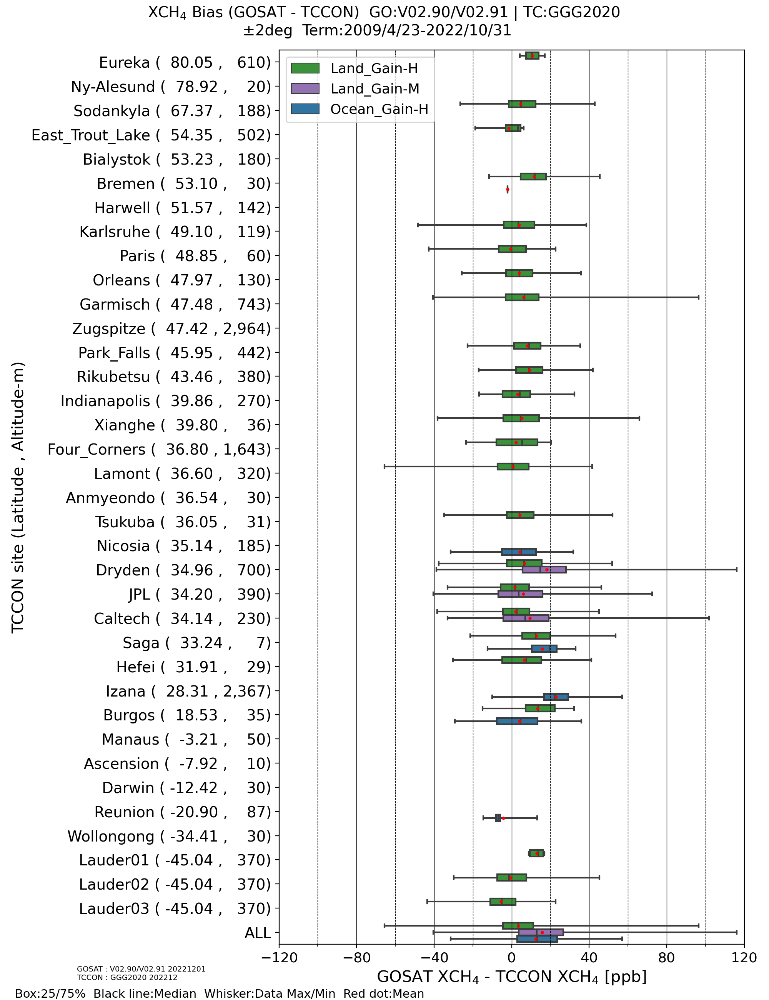 XCH₄ Bias (GOSAT - TCCON)  GO:V02.90/V02.91 | TC:GGG2020
±2deg  Term:2009/4/23-2022/10/31
Land_Gain-H
Land_Gain-M
Ocean_Gain-H
TCCON site (Latitude , Altitude-m)
Eureka (  80.05 ,   610)
Ny-Alesund (  78.92 ,    20)
Sodankyla (  67.37 ,   188)
East_Trout_Lake (  54.35 ,   502)
Bialystok (  53.23 ,   180)
Bremen (  53.10 ,    30)
Harwell (  51.57 ,   142)
Karlsruhe (  49.10 ,   119)
Paris (  48.85 ,    60)
Orleans (  47.97 ,   130)
Garmisch (  47.48 ,   743)
Zugspitze (  47.42 , 2,964)
Park_Falls (  45.95 ,   442)
Rikubetsu (  43.46 ,   380)
Indianapolis (  39.86 ,   270)
Xianghe (  39.80 ,    36)
Four_Corners (  36.80 , 1,643)
Lamont (  36.60 ,   320)
Anmyeondo (  36.54 ,    30)
Tsukuba (  36.05 ,    31)
Nicosia (  35.14 ,   185)
Dryden (  34.96 ,   700)
JPL (  34.20 ,   390)
Caltech (  34.14 ,   230)
Saga (  33.24 ,     7)
Hefei (  31.91 ,    29)
Izana (  28.31 , 2,367)
Burgos (  18.53 ,    35)
Manaus (  -3.21 ,    50)
Ascension (  -7.92 ,    10)
Darwin ( -12.42 ,    30)
Reunion ( -20.90 ,    87)
Wollongong ( -34.41 ,    30)
Lauder01 ( -45.04 ,   370)
Lauder02 ( -45.04 ,   370)
Lauder03 ( -45.04 ,   370)
ALL
−120 −80 −40 0 40 80 120
GOSAT XCH₄ - TCCON XCH₄ [ppb]
GOSAT : V02.90/V02.91 20221201
TCCON : GGG2020 202212
Box:25/75%  Black line:Median  Whisker:Data Max/Min  Red dot:Mean